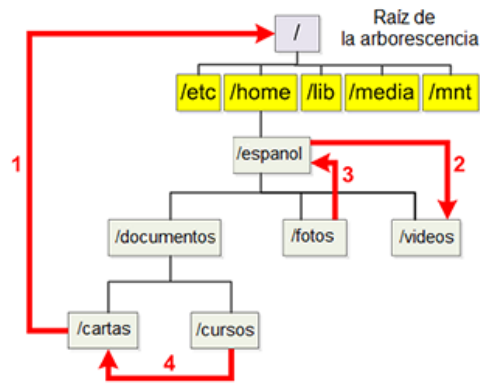 Raíz de
la arborescencia
/
/etc
/home
/lib
/media
/mnt
/espanol
1
3
2
/documentos
/fotos
/videos
/cartas
/cursos
4